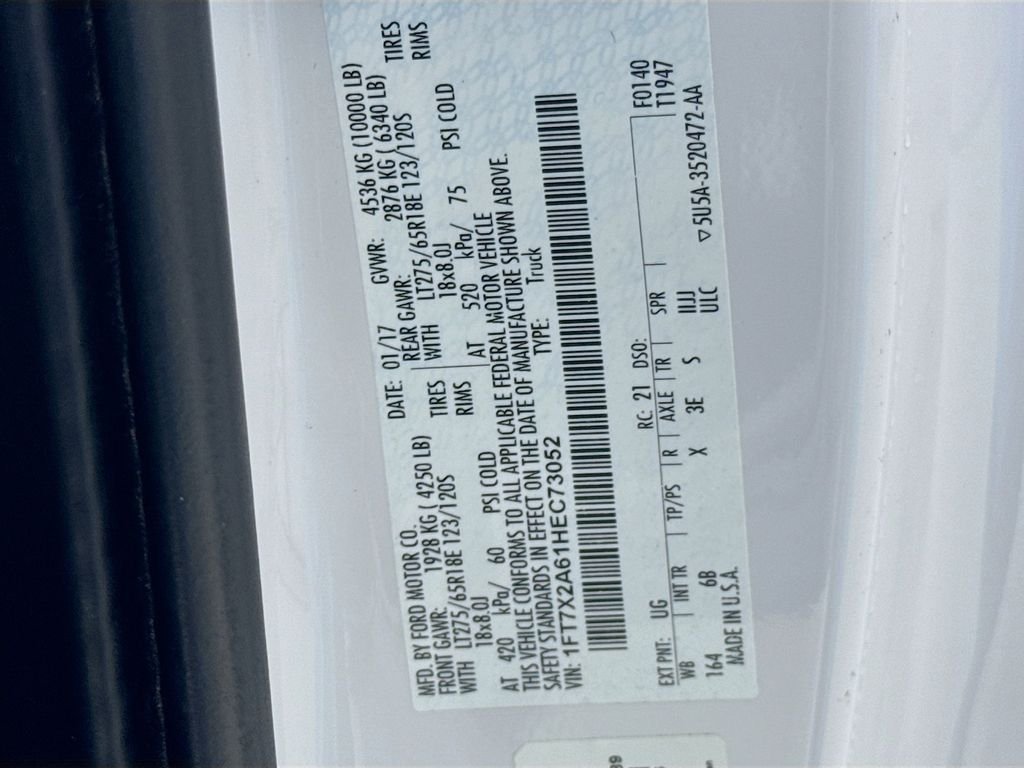 MFD. BY FORD MOTOR CO. DATE: 01/17 GVWR: 4536 KG (10000 LB)
FRONT GAWR: 1928 KG ( 4250 LB) REAR GAWR: 2876 KG ( 6340 LB)
WITH LT275/65R18E 123/120S TIRES WITH LT275/65R18E 123/120S TIRES
18x8.0J RIMS 18x8.0J RIMS
AT 420 kPa/ 60 PSI COLD AT 520 kPa/ 75 PSI COLD
THIS VEHICLE CONFORMS TO ALL APPLICABLE FEDERAL MOTOR VEHICLE
SAFETY STANDARDS IN EFFECT ON THE DATE OF MANUFACTURE SHOWN ABOVE.
VIN: 1FT7X2A61HEC73052 TYPE: Truck
EXT PNT: UG RC: 21 DSO: F0140
WB INT TR TP/PS R AXLE TR SPR T1947
164 6B X 3E S IIJJ
MADE IN U.S.A. ULC ▽5U5A-3520472-AA